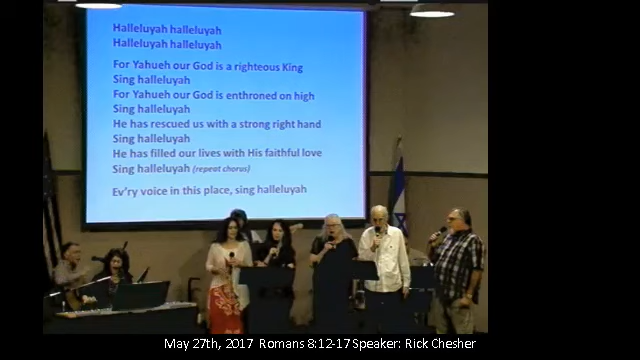 Halleluyah halleluyah
Halleluyah halleluyah
For Yahueh our God is a righteous King
Sing halleluyah
For Yahueh our God is enthroned on high
Sing halleluyah
He has rescued us with a strong right hand
Sing halleluyah
He has filled our lives with His faithful love
Sing halleluyah (repeat chorus)
Ev'ry voice in this place, sing halleluyah
May 27th, 2017 Romans 8:12-17 Speaker: Rick Chesher